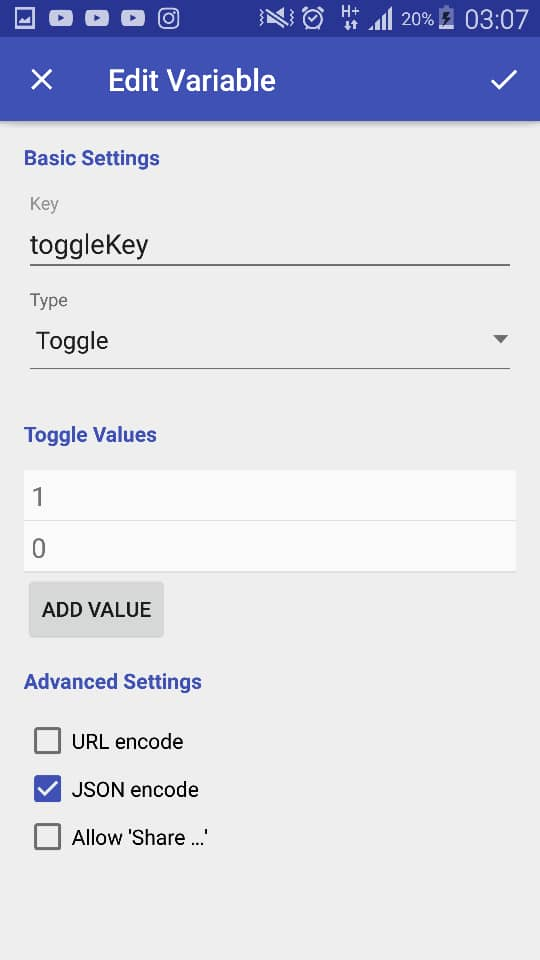 H+ 20% 03:07
Edit Variable
Basic Settings
Key
toggleKey
Type
Toggle
Toggle Values
1
0
ADD VALUE
Advanced Settings
URL encode
JSON encode
Allow 'Share ...'